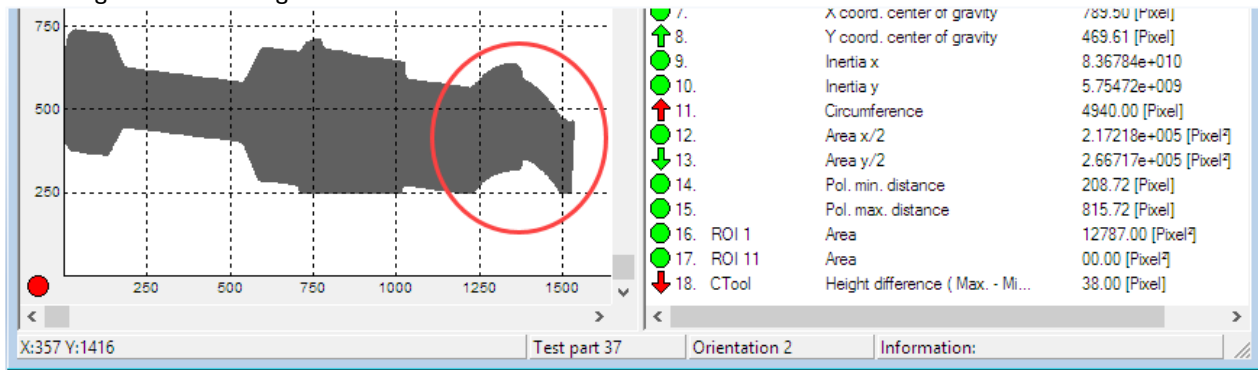 7. X coord. center of gravity 789.50 [Pixel]
8. Y coord. center of gravity 469.61 [Pixel]
9. Inertia x 8.36784e+010
10. Inertia y 5.75472e+009
11. Circumference 4940.00 [Pixel]
12. Area x/2 2.17218e+005 [Pixel²]
13. Area y/2 2.66717e+005 [Pixel²]
14. Pol. min. distance 208.72 [Pixel]
15. Pol. max. distance 815.72 [Pixel]
16. ROI 1 Area 12787.00 [Pixel²]
17. ROI 11 Area 00.00 [Pixel²]
18. CTool Height difference ( Max. - Mi... 38.00 [Pixel]
750
500
250
250 500 750 1000 1250 1500
X:357 Y:1416 Test part 37 Orientation 2 Information: